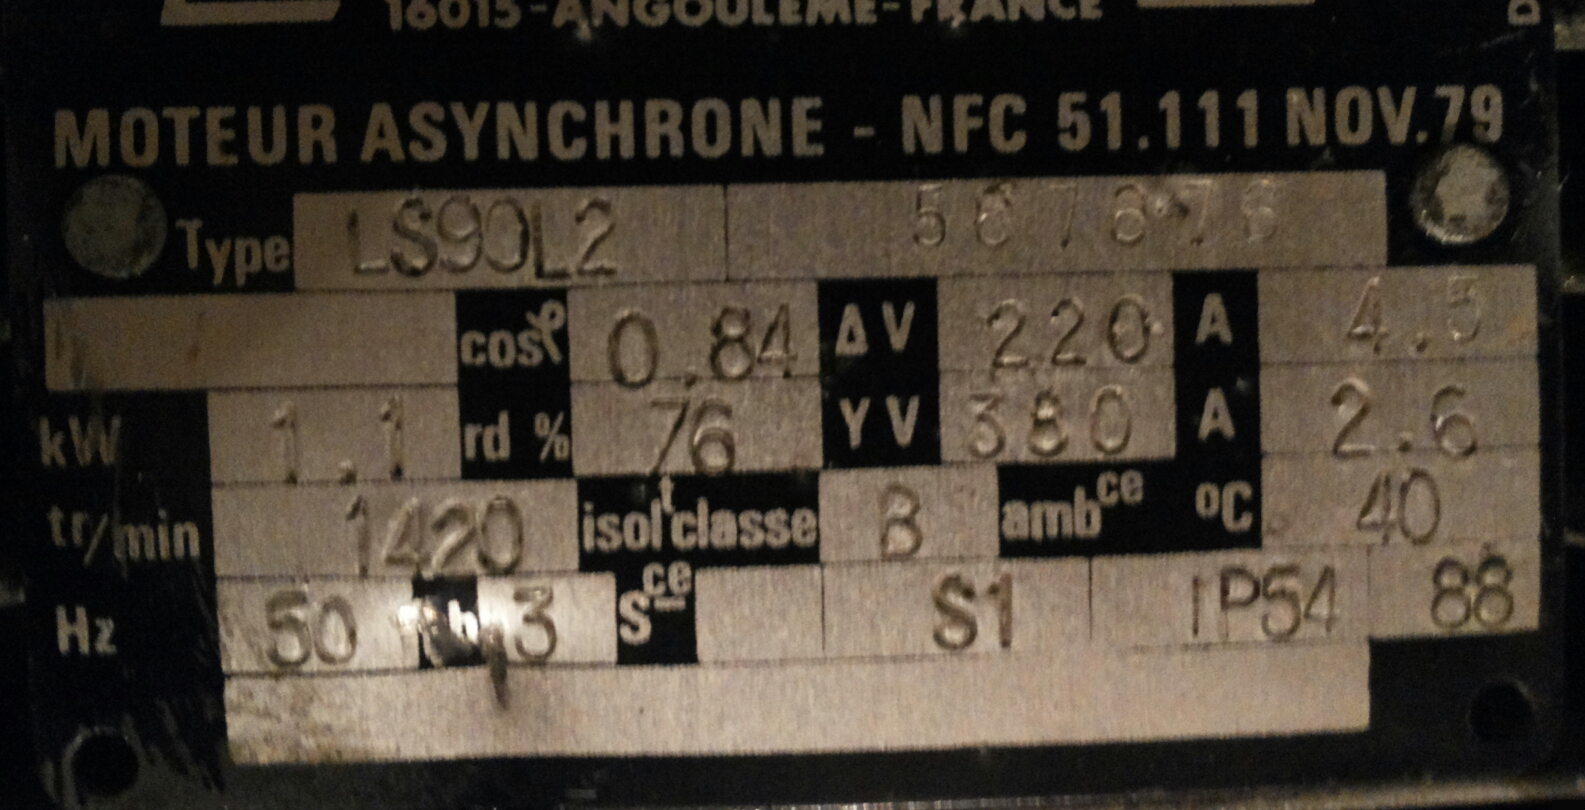 16015-ANGOULEME-FRANCE
MOTEUR ASYNCHRONE - NFC 51.111 NOV.79
Type LS90L2
cosφ 0.84 ΔV 220 A 4.5
kW 1.1 rd % 76 YV 380 A 2.6
tr/min 1420 isolt classe B ambce °C 40
Hz 50 3 Sce S1 IP54 88